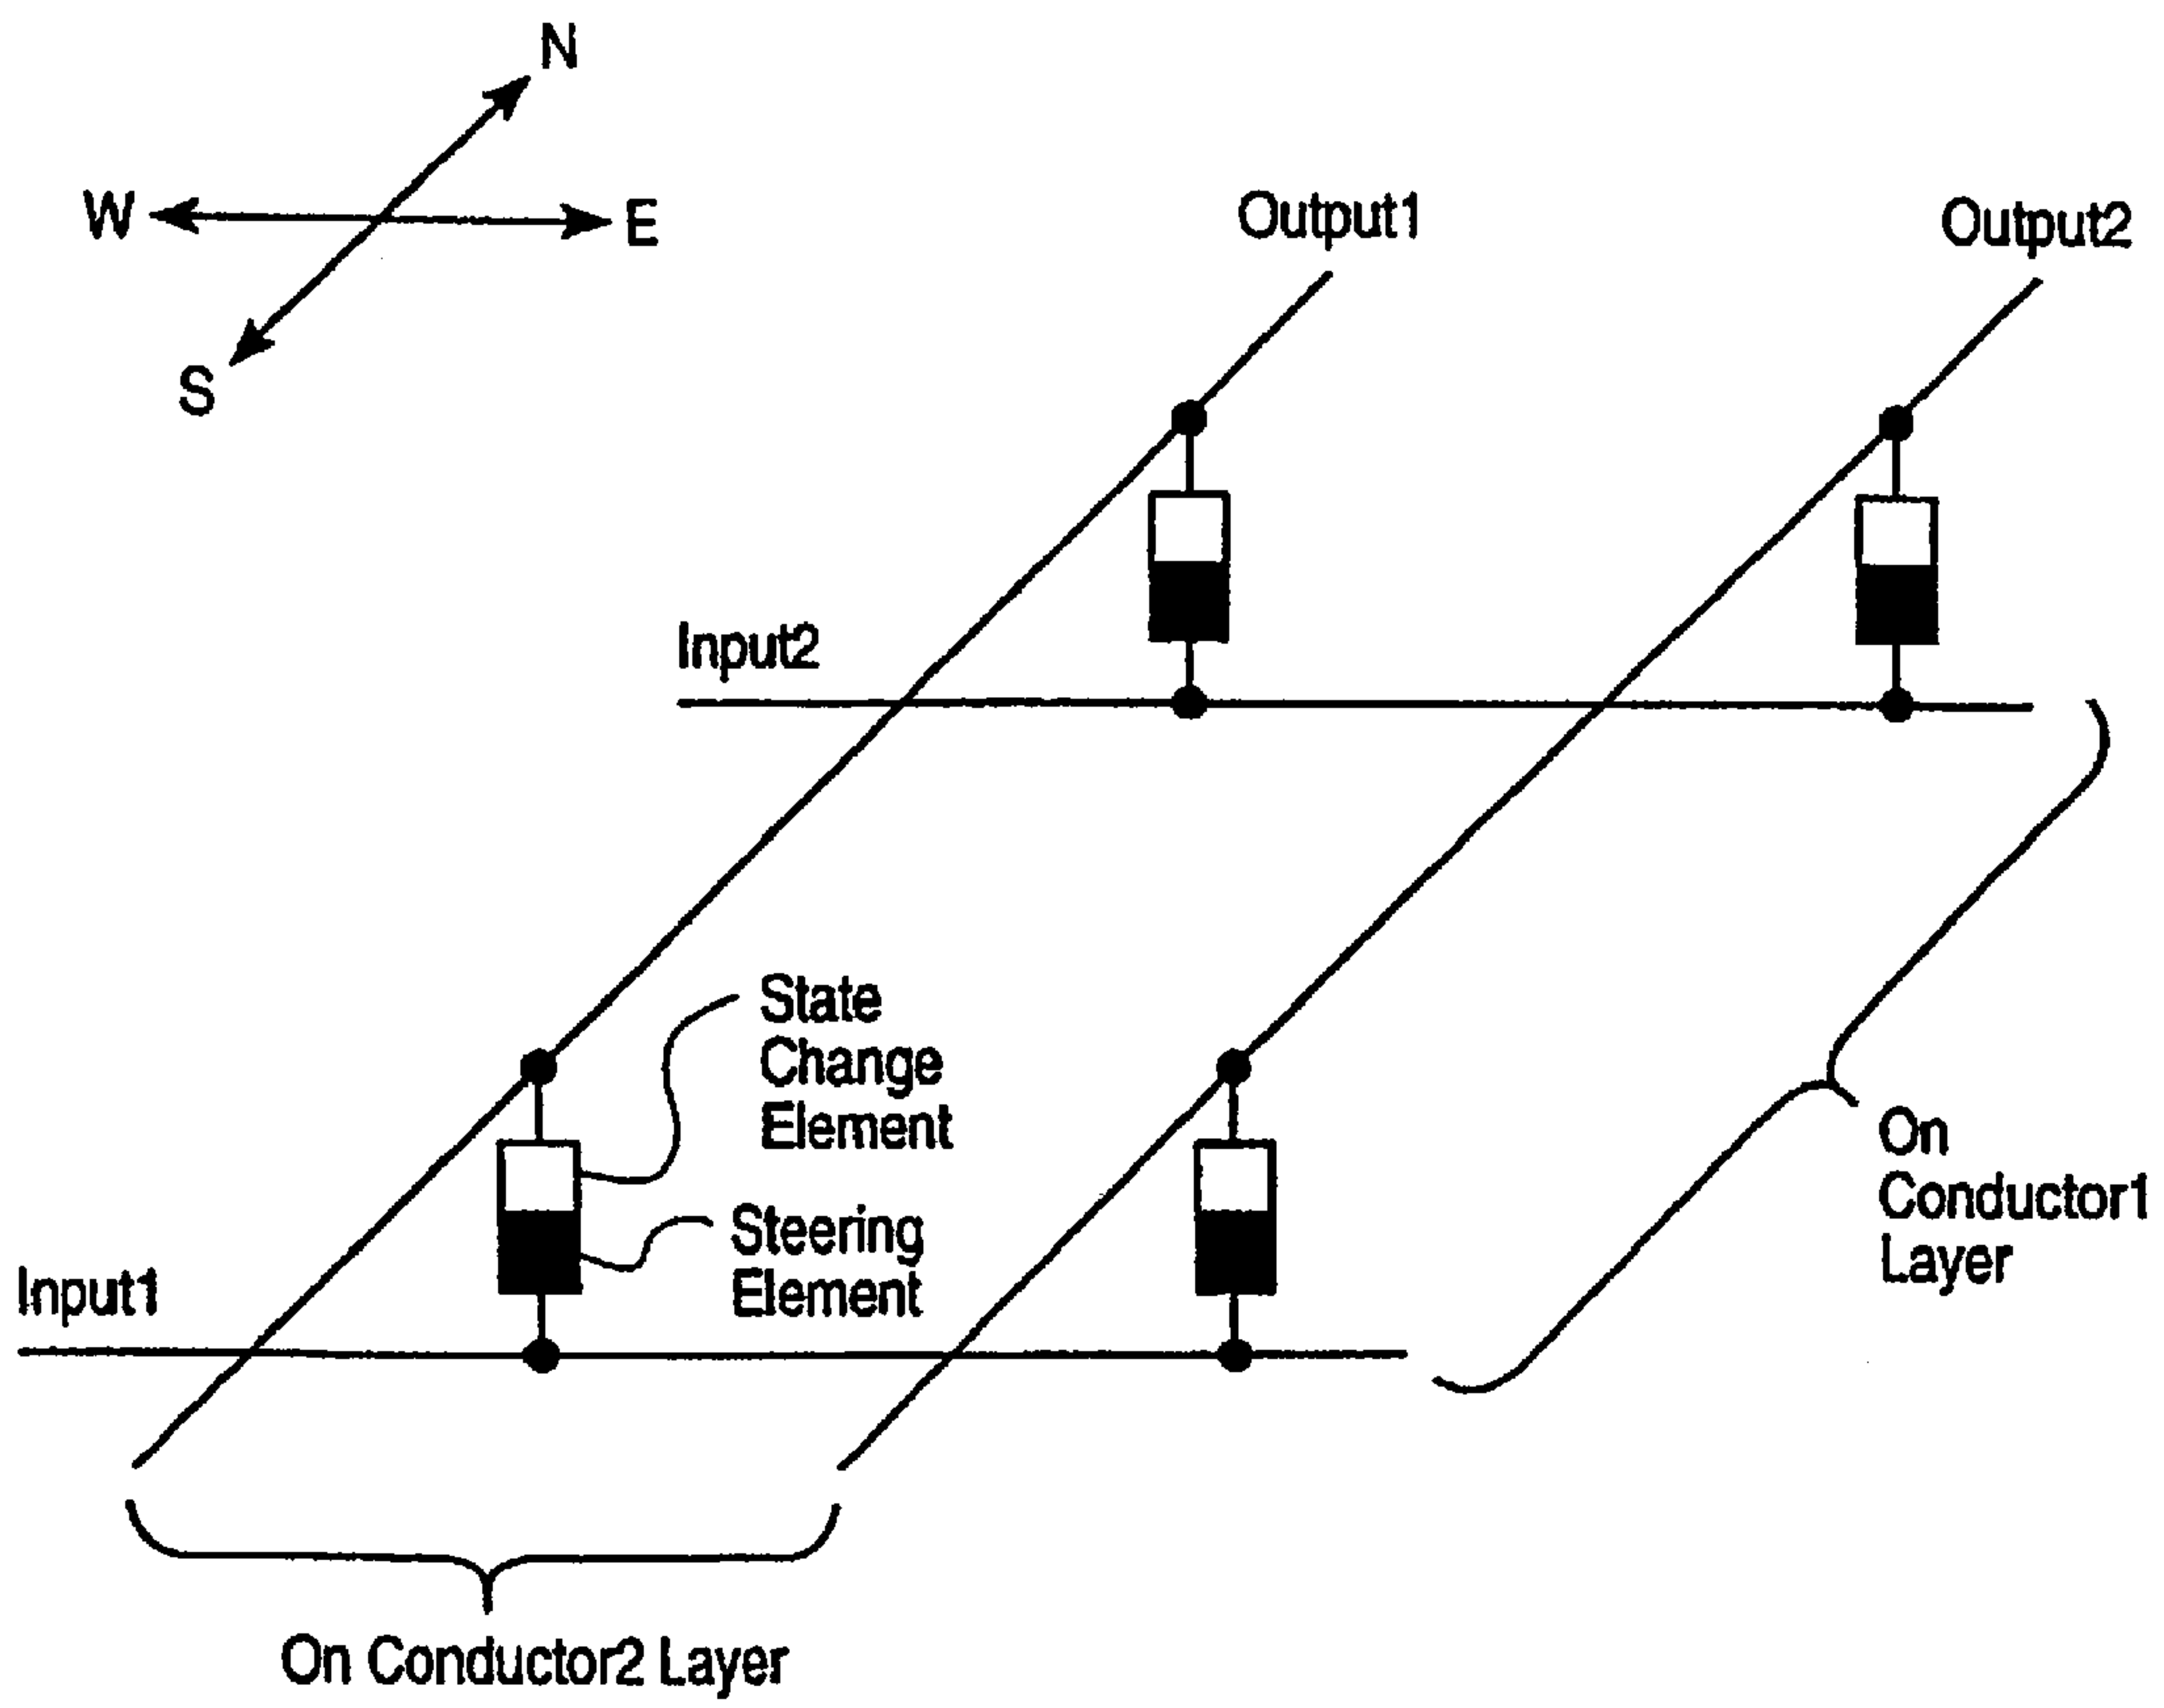 N
W
E
S
Output1
Output2
Input2
State
Change
Element
Steering
Element
Input1
On
Conductor1
Layer
On Conductor2 Layer